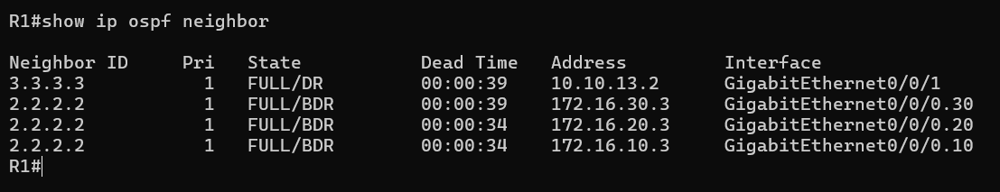 R1#show ip ospf neighbor
Neighbor ID     Pri   State           Dead Time   Address         Interface
3.3.3.3           1   FULL/DR         00:00:39    10.10.13.2      GigabitEthernet0/0/1
2.2.2.2           1   FULL/BDR        00:00:39    172.16.30.3     GigabitEthernet0/0/0.30
2.2.2.2           1   FULL/BDR        00:00:34    172.16.20.3     GigabitEthernet0/0/0.20
2.2.2.2           1   FULL/BDR        00:00:34    172.16.10.3     GigabitEthernet0/0/0.10
R1#